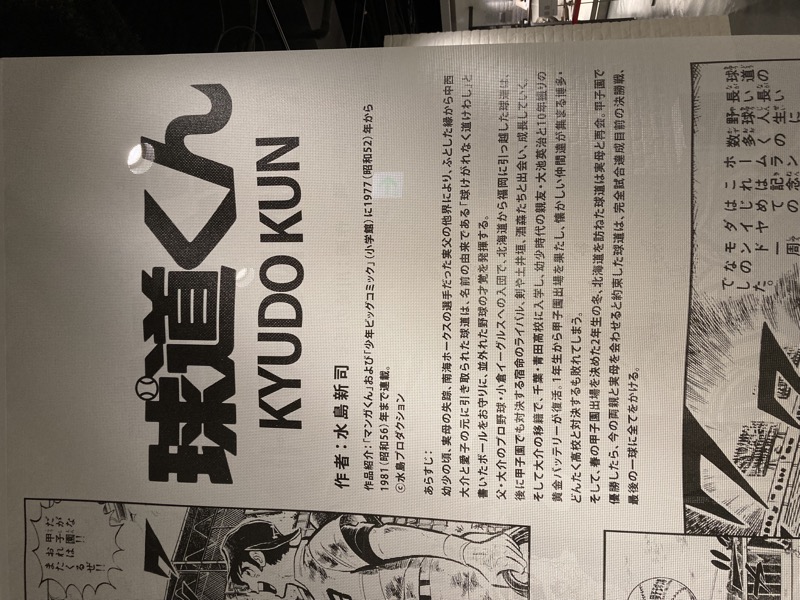 だがな
甲子園!!
おれは
またくるぜ!!
球道くん
KYUDO KUN
作者：水島新司
作品紹介：「マンガくん」および「少年ビッグコミック」（小学館）に1977（昭和52）年から
1981（昭和56）年まで連載。
©水島プロダクション
あらすじ：
幼少の頃、実母の失踪、南海ホークスの選手だった実父の他界により、ふとした縁から中西
大介と愛子の元に引き取られた球道は、名前の由来である「球けがれなく道けわし」と
書いたボールをお守りに、並外れた野球の才覚を発揮する。
父・大介のプロ野球・小倉イーグルスへの入団で、北海道から福岡に引っ越した球道は、
後に甲子園でも対決する宿命のライバル、剣や土井垣、酒森たちと出会い、成長していく。
そして大介の移籍で、千葉・青田高校に入学し、幼少時代の親友・大池英治と10年振りの
黄金バッテリーが復活。1年生から甲子園出場を果たし、懐かしい仲間達が集まる博多・
どんたく高校と対決するも敗れてしまう。
そして、春の甲子園出場を決めた2年生の冬、北海道を訪ねた球道は実母と再会。甲子園で
優勝したら、今の両親と実母を会わせると約束した球道は、完全試合達成目前の決勝戦、
最後の一球に全てをかける。
球道の
長い長い
野球人生に
数多くの
ホームラン
これは記念
はじめての
ダイヤ
モンド一周
なの
でした。